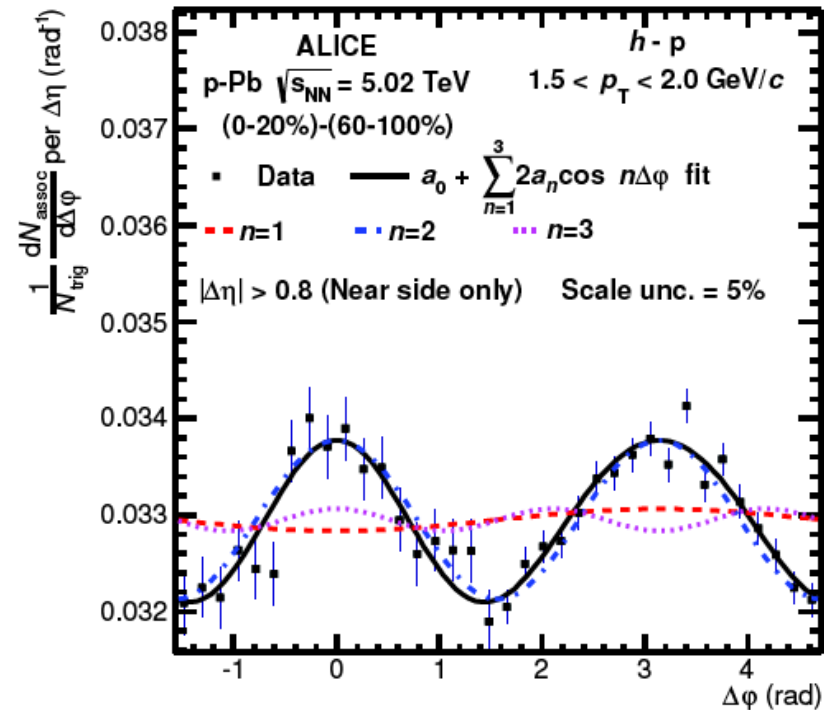 ALICE
h - p
p-Pb √sNN = 5.02 TeV
1.5 < pT < 2.0 GeV/c
(0-20%)-(60-100%)
Data
a0 + ∑ 2an cos nΔφ fit
3
n=1
n=1
n=2
n=3
|Δη| > 0.8 (Near side only)
Scale unc. = 5%
1/Ntrig dNassoc/dΔφ per Δη (rad⁻¹)
0.038
0.037
0.036
0.035
0.034
0.033
0.032
-1 0 1 2 3 4
Δφ (rad)